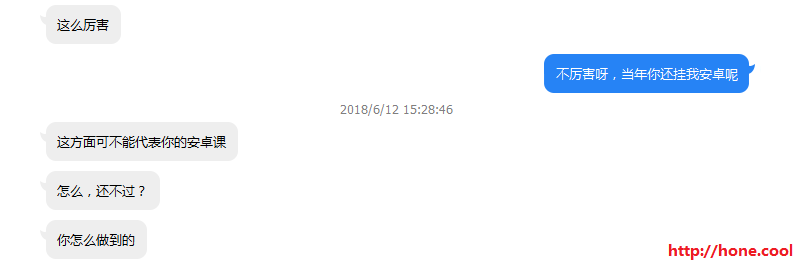 这么厉害
不厉害呀，当年你还挂我安卓呢
2018/6/12 15:28:46
这方面可不能代表你的安卓课
怎么，还不过？
你怎么做到的
http://hone.cool